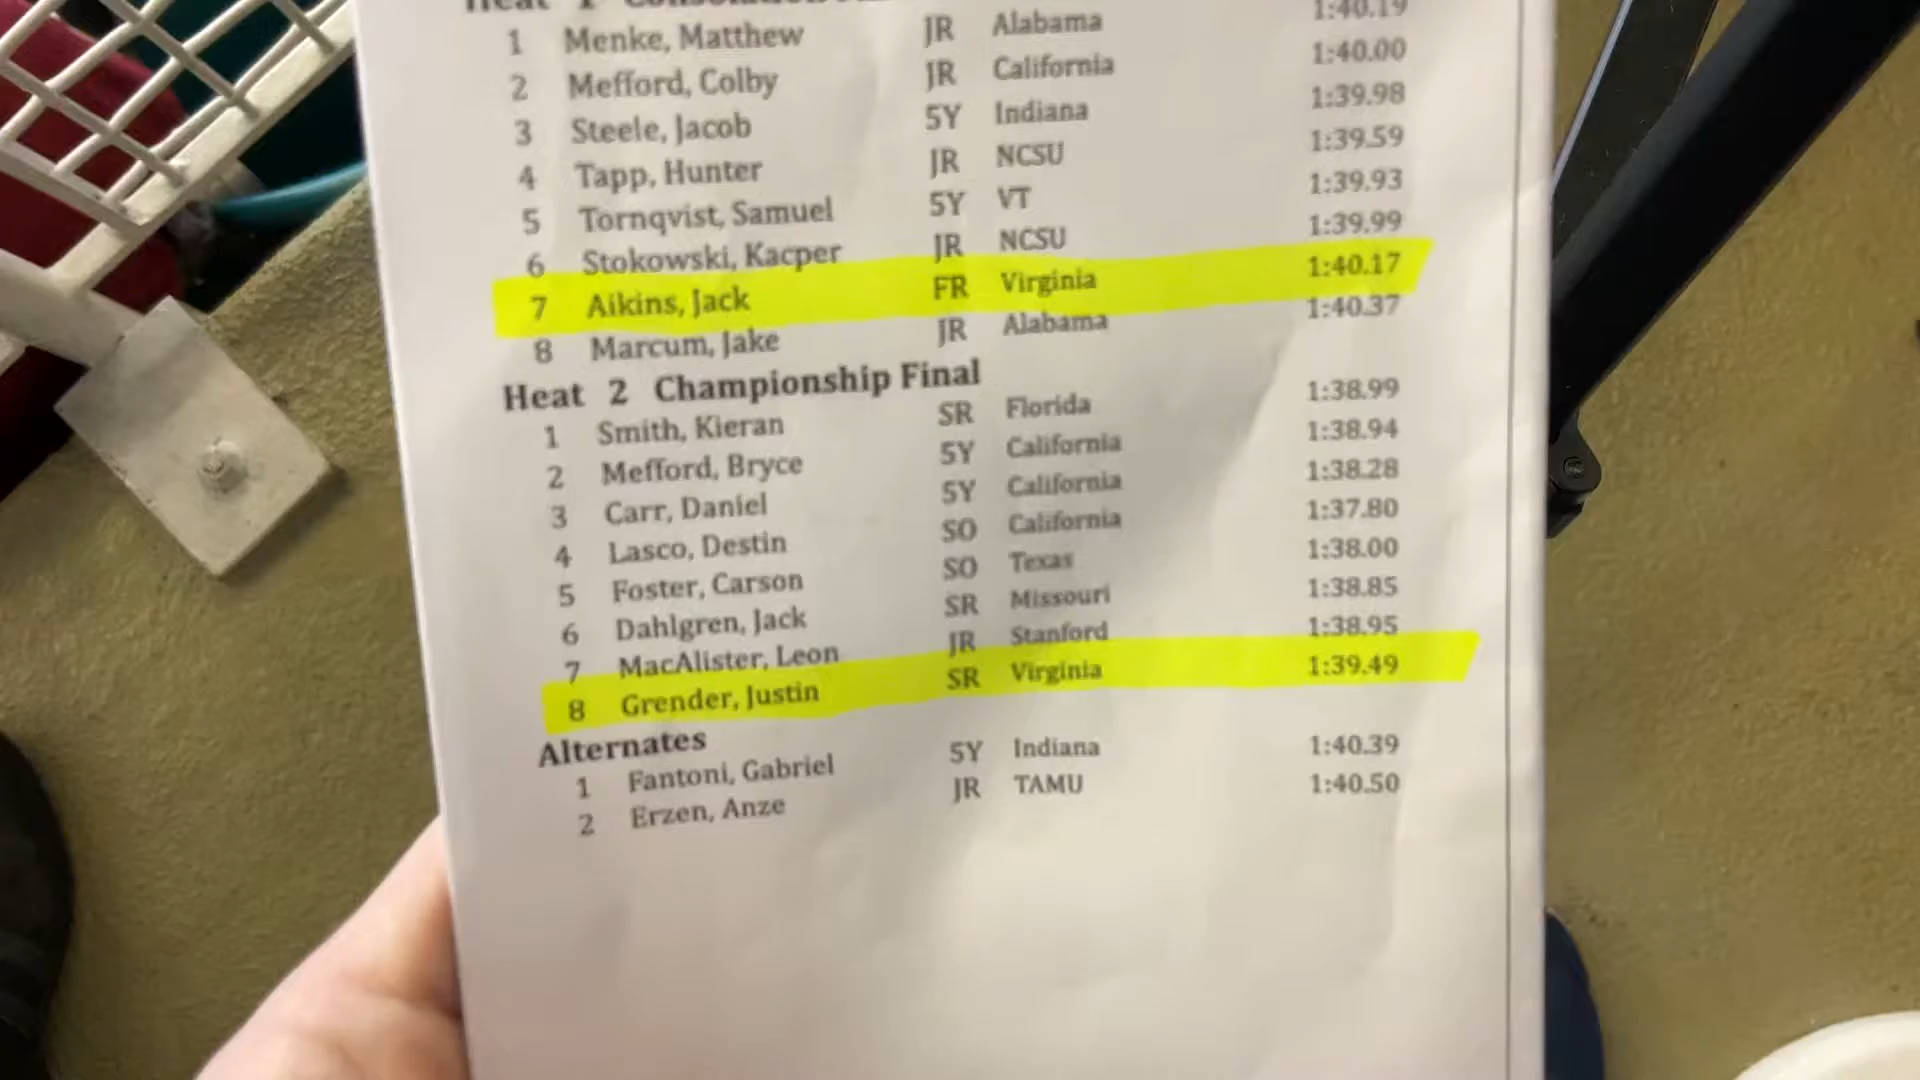 Heat 1 Consolation
1 Menke, Matthew JR Alabama 1:40.19
2 Mefford, Colby JR California 1:40.00
3 Steele, Jacob 5Y Indiana 1:39.98
4 Tapp, Hunter JR NCSU 1:39.59
5 Tornqvist, Samuel 5Y VT 1:39.93
6 Stokowski, Kacper JR NCSU 1:39.99
7 Aikins, Jack FR Virginia 1:40.17
8 Marcum, Jake JR Alabama 1:40.37
Heat 2 Championship Final
1 Smith, Kieran SR Florida 1:38.99
2 Mefford, Bryce 5Y California 1:38.94
3 Carr, Daniel 5Y California 1:38.28
4 Lasco, Destin SO California 1:37.80
5 Foster, Carson SO Texas 1:38.00
6 Dahlgren, Jack SR Missouri 1:38.85
7 MacAlister, Leon JR Stanford 1:38.95
8 Grender, Justin SR Virginia 1:39.49
Alternates
1 Fantoni, Gabriel 5Y Indiana 1:40.39
2 Erzen, Anze JR TAMU 1:40.50